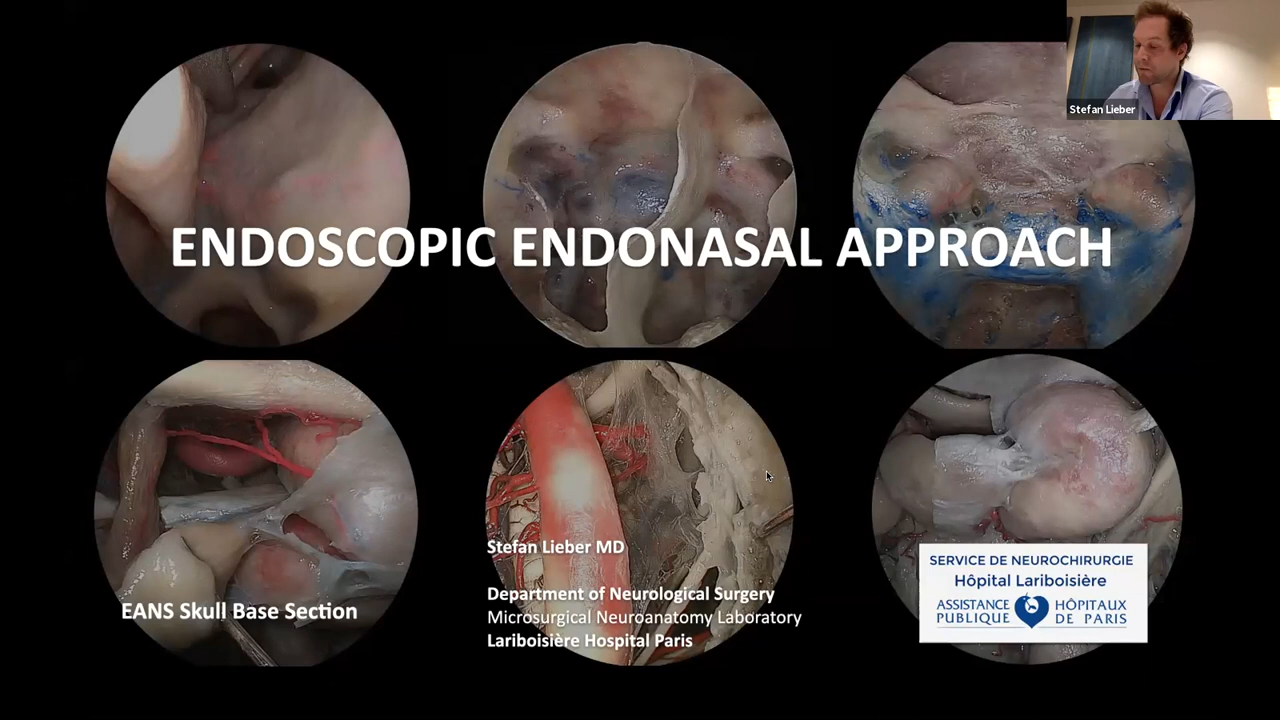 Stefan Lieber
ENDOSCOPIC ENDONASAL APPROACH
EANS Skull Base Section
Stefan Lieber MD
Department of Neurological Surgery
Microsurgical Neuroanatomy Laboratory
Lariboisière Hospital Paris
SERVICE DE NEUROCHIRURGIE
Hôpital Lariboisière
ASSISTANCE HÔPITAUX
PUBLIQUE DE PARIS